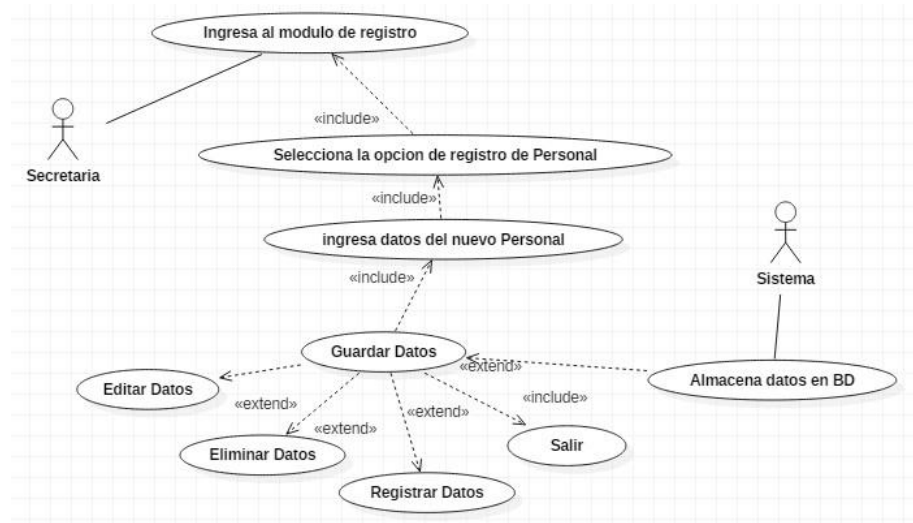 Ingresa al modulo de registro
«include»
Selecciona la opcion de registro de Personal
Secretaria
«include»
ingresa datos del nuevo Personal
«include»
Sistema
Guardar Datos
«extend»
Almacena datos en BD
Editar Datos
«extend»
«extend»
«extend»
«include»
Eliminar Datos
Salir
Registrar Datos